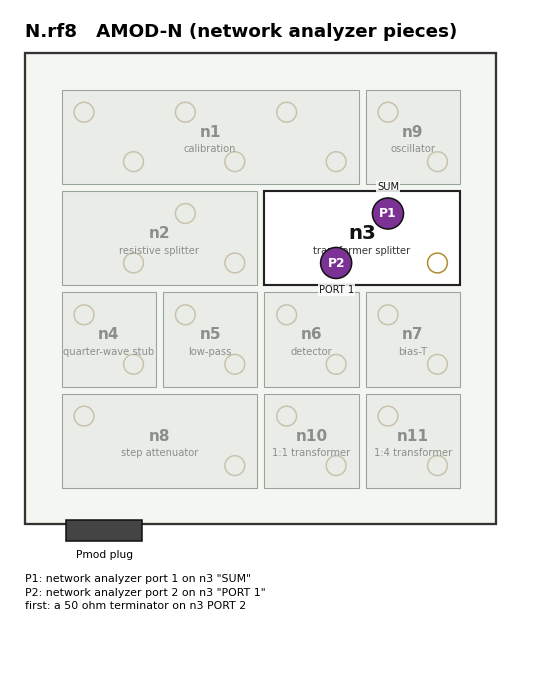 N.rf8   AMOD-N (network analyzer pieces)
n1
calibration
n9
oscillator
SUM
P1
n2
resistive splitter
n3
transformer splitter
P2
PORT 1
n4
quarter-wave stub
n5
low-pass
n6
detector
n7
bias-T
n8
step attenuator
n10
1:1 transformer
n11
1:4 transformer
Pmod plug
P1: network analyzer port 1 on n3 "SUM"
P2: network analyzer port 2 on n3 "PORT 1"
first: a 50 ohm terminator on n3 PORT 2